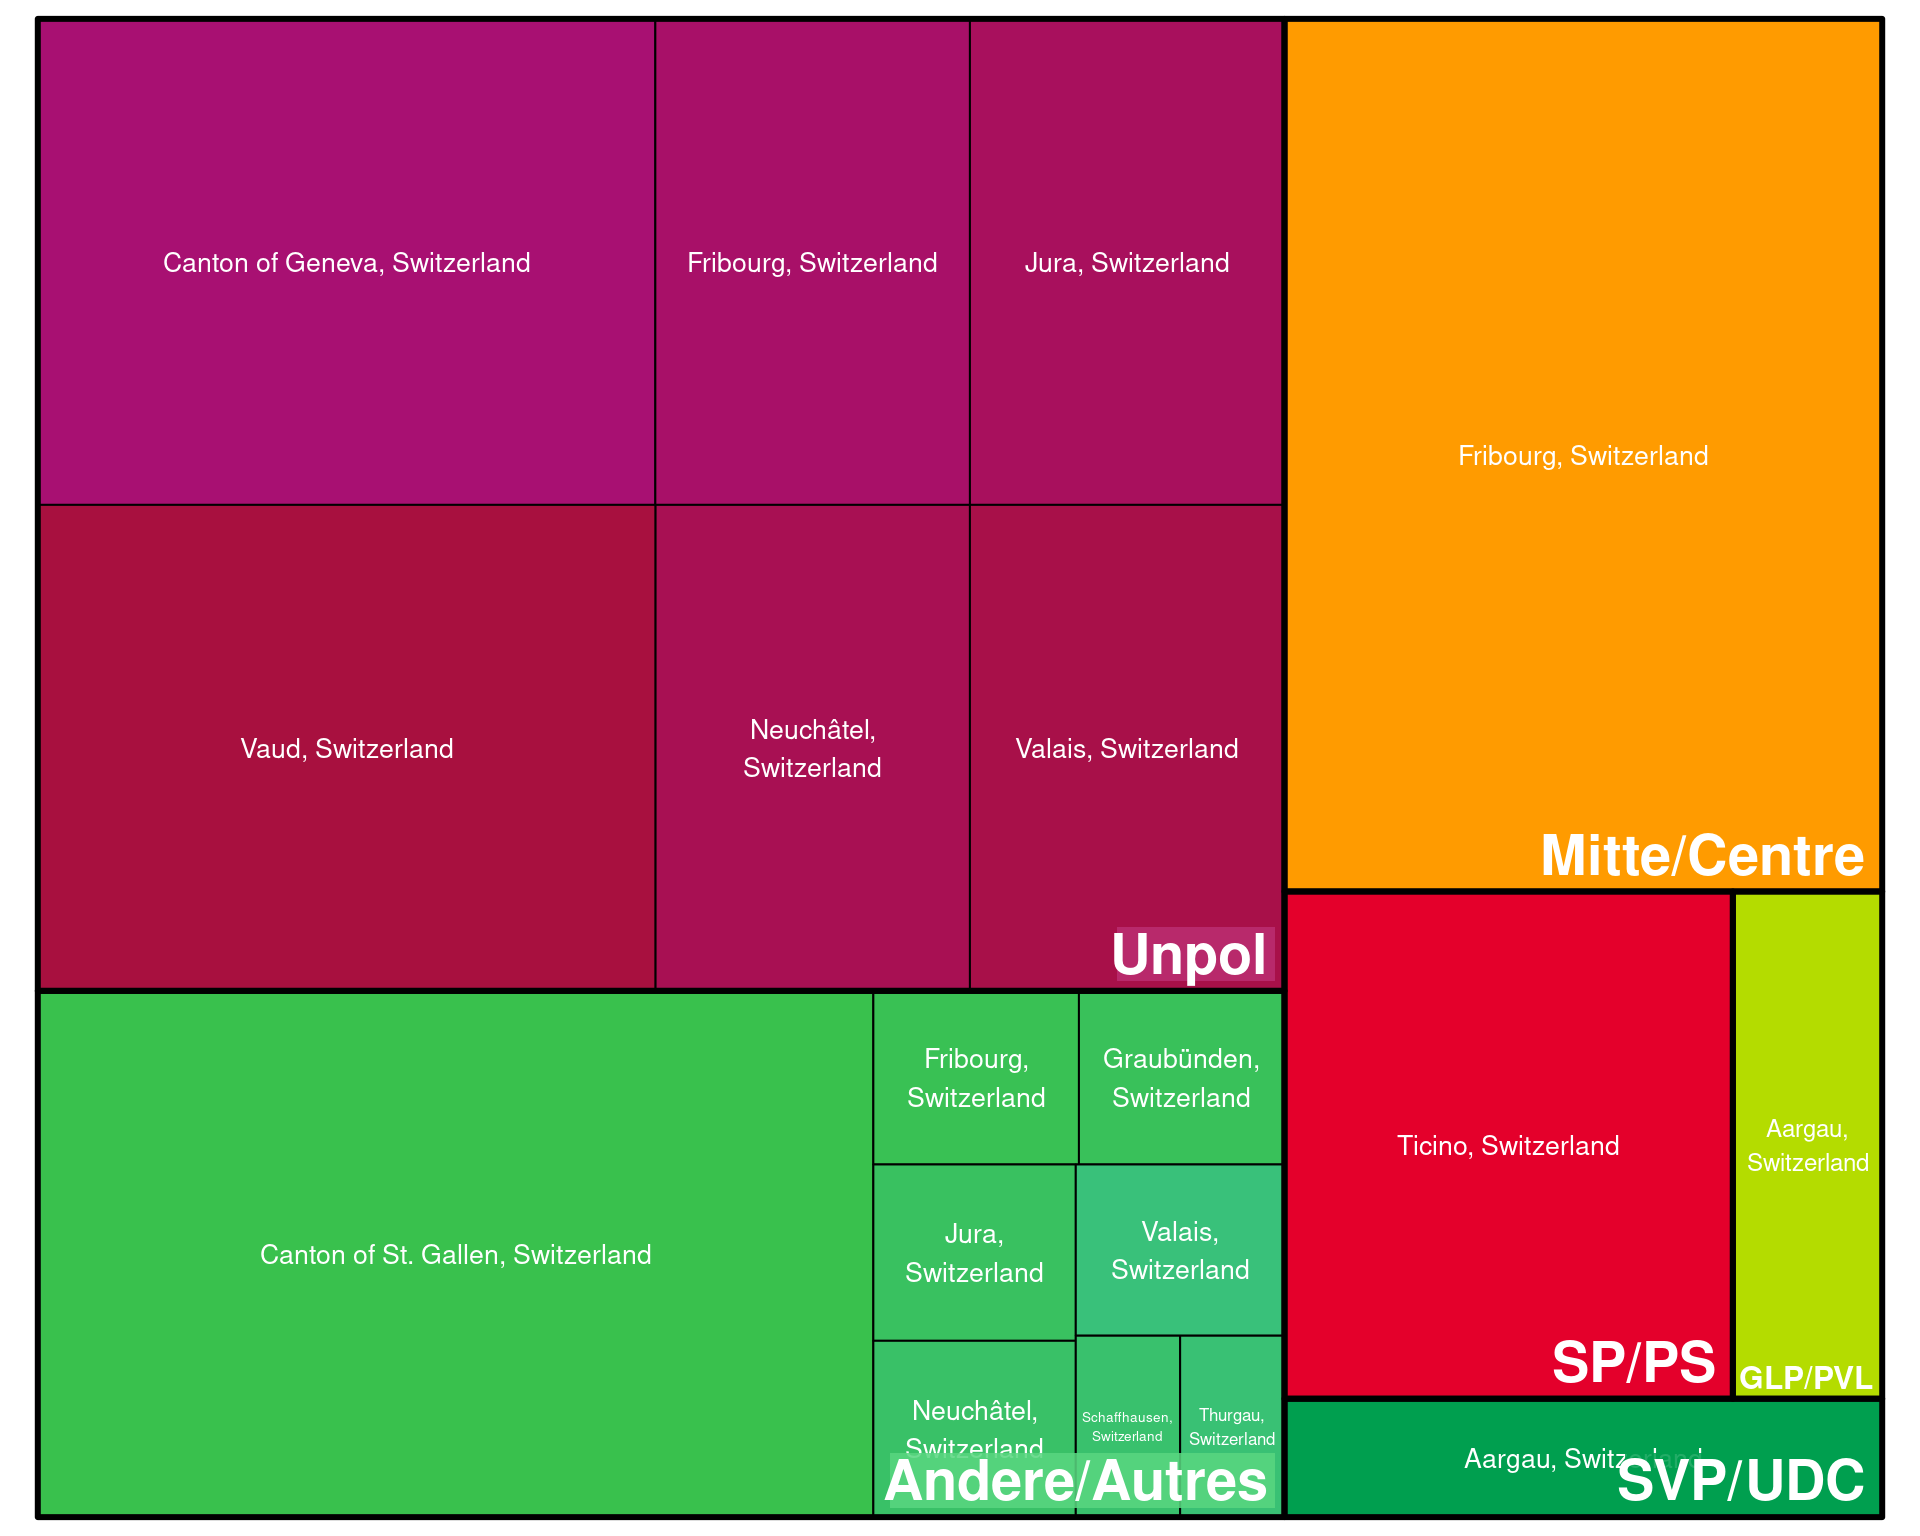 Canton of Geneva, Switzerland
Fribourg, Switzerland
Jura, Switzerland
Vaud, Switzerland
Neuchâtel,
Switzerland
Valais, Switzerland
Unpol
Canton of St. Gallen, Switzerland
Fribourg,
Switzerland
Graubünden,
Switzerland
Jura,
Switzerland
Valais,
Switzerland
Neuchâtel,
Switzerland
Schaffhausen,
Switzerland
Thurgau,
Switzerland
Andere/Autres
Fribourg, Switzerland
Mitte/Centre
Ticino, Switzerland
SP/PS
Aargau,
Switzerland
GLP/PVL
Aargau, Switzerland
SVP/UDC